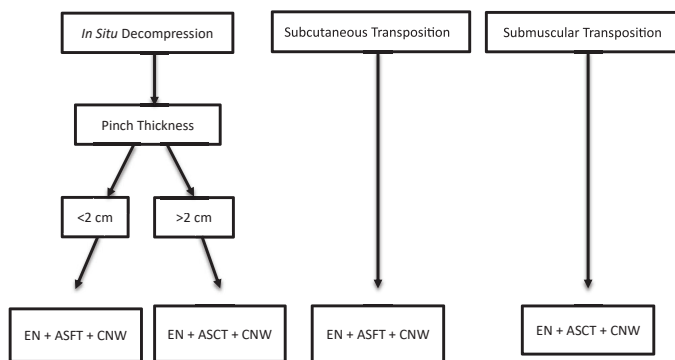 In Situ Decompression
Subcutaneous Transposition
Submuscular Transposition
Pinch Thickness
<2 cm
>2 cm
EN + ASFT + CNW
EN + ASCT + CNW
EN + ASFT + CNW
EN + ASCT + CNW